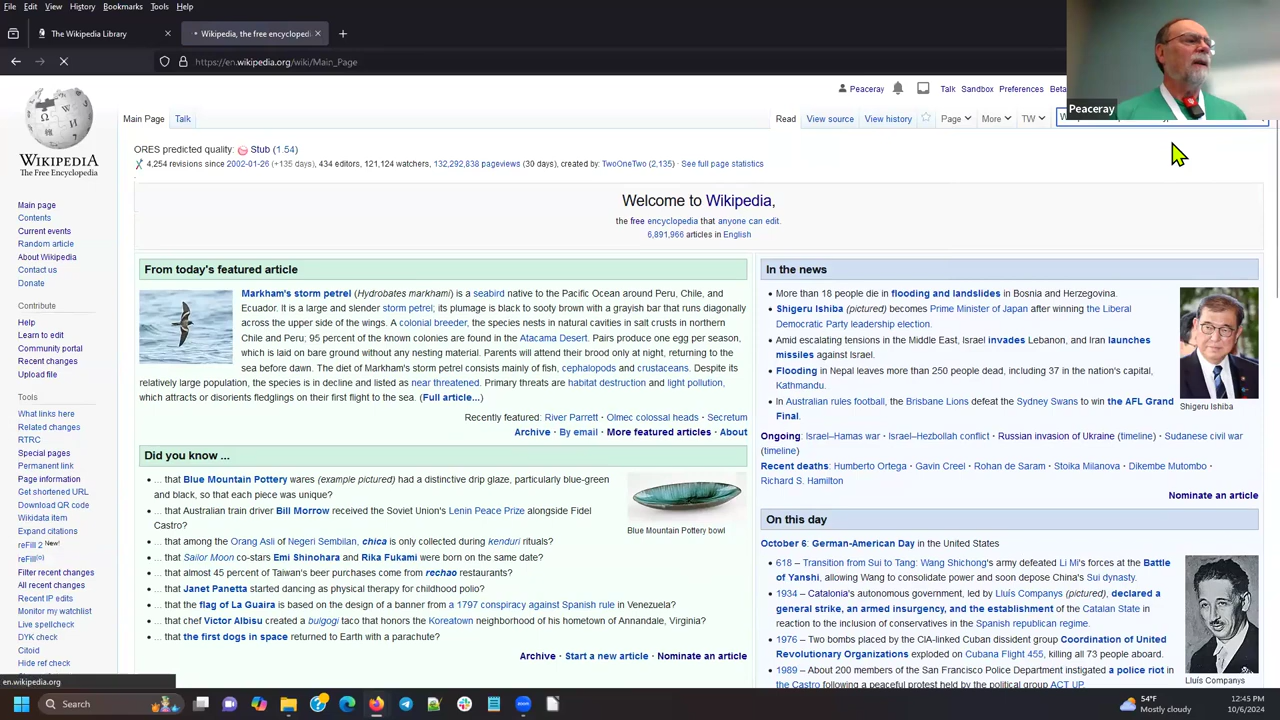 File Edit View History Bookmarks Tools Help
The Wikipedia Library
Wikipedia, the free encyclopedi
https://en.wikipedia.org/wiki/Main_Page
Peaceray
Peaceray Talk Sandbox Preferences Beta
Main Page Talk Read View source View history Page More TW
WIKIPEDIA
The Free Encyclopedia
Main page
Contents
Current events
Random article
About Wikipedia
Contact us
Donate
Contribute
Help
Learn to edit
Community portal
Recent changes
Upload file
Tools
What links here
Related changes
RTRC
Special pages
Permanent link
Page information
Get shortened URL
Download QR code
Wikidata item
Expand citations
reFill 2 New!
reFill(o)
Filter recent changes
All recent changes
Recent IP edits
Monitor my watchlist
Live spellcheck
DYK check
Citoid
Hide ref check
en.wikipedia.org
ORES predicted quality: Stub (1.54)
4,254 revisions since 2002-01-26 (+135 days), 434 editors, 121,124 watchers, 132,292,838 pageviews (30 days), created by: TwoOneTwo (2,135) · See full page statistics
Welcome to Wikipedia,
the free encyclopedia that anyone can edit.
6,891,966 articles in English
From today's featured article
Markham's storm petrel (Hydrobates markhami) is a seabird native to the Pacific Ocean around Peru, Chile, and
Ecuador. It is a large and slender storm petrel; its plumage is black to sooty brown with a grayish bar that runs diagonally
across the upper side of the wings. A colonial breeder, the species nests in natural cavities in salt crusts in northern
Chile and Peru; 95 percent of the known colonies are found in the Atacama Desert. Pairs produce one egg per season,
which is laid on bare ground without any nesting material. Parents will attend their brood only at night, returning to the
sea before dawn. The diet of Markham's storm petrel consists mainly of fish, cephalopods and crustaceans. Despite its
relatively large population, the species is in decline and listed as near threatened. Primary threats are habitat destruction and light pollution,
which attracts or disorients fledglings on their first flight to the sea. (Full article...)
Recently featured: River Parrett · Olmec colossal heads · Secretum
Archive · By email · More featured articles · About
Did you know ...
... that Blue Mountain Pottery wares (example pictured) had a distinctive drip glaze, particularly blue-green
and black, so that each piece was unique?
... that Australian train driver Bill Morrow received the Soviet Union's Lenin Peace Prize alongside Fidel
Castro?
... that among the Orang Asli of Negeri Sembilan, chica is only collected during kenduri rituals?
... that Sailor Moon co-stars Emi Shinohara and Rika Fukami were born on the same date?
... that almost 45 percent of Taiwan's beer purchases come from rechao restaurants?
... that Janet Panetta started dancing as physical therapy for childhood polio?
... that the flag of La Guaira is based on the design of a banner from a 1797 conspiracy against Spanish rule in Venezuela?
... that chef Victor Albisu created a bulgogi taco that honors the Koreatown neighborhood of his hometown of Annandale, Virginia?
... that the first dogs in space returned to Earth with a parachute?
Blue Mountain Pottery bowl
Archive · Start a new article · Nominate an article
In the news
More than 18 people die in flooding and landslides in Bosnia and Herzegovina.
Shigeru Ishiba (pictured) becomes Prime Minister of Japan after winning the Liberal
Democratic Party leadership election.
Amid escalating tensions in the Middle East, Israel invades Lebanon, and Iran launches
missiles against Israel.
Flooding in Nepal leaves more than 250 people dead, including 37 in the nation's capital,
Kathmandu.
In Australian rules football, the Brisbane Lions defeat the Sydney Swans to win the AFL Grand
Final.
Shigeru Ishiba
Ongoing: Israel–Hamas war · Israel–Hezbollah conflict · Russian invasion of Ukraine (timeline) · Sudanese civil war
(timeline)
Recent deaths: Humberto Ortega · Gavin Creel · Rohan de Saram · Stoika Milanova · Dikembe Mutombo ·
Richard S. Hamilton
Nominate an article
On this day
October 6: German-American Day in the United States
618 – Transition from Sui to Tang: Wang Shichong's army defeated Li Mi's forces at the Battle
of Yanshi, allowing Wang to consolidate power and soon depose China's Sui dynasty.
1934 – Catalonia's autonomous government, led by Lluís Companys (pictured), declared a
general strike, an armed insurgency, and the establishment of the Catalan State in
reaction to the inclusion of conservatives in the Spanish republican regime.
1976 – Two bombs placed by the CIA-linked Cuban dissident group Coordination of United
Revolutionary Organizations exploded on Cubana Flight 455, killing all 73 people aboard.
1989 – About 200 members of the San Francisco Police Department instigated a police riot in
the Castro following a peaceful protest held by the political group ACT UP.
Lluís Companys
Search
54°F
Mostly cloudy
12:45 PM
10/6/2024